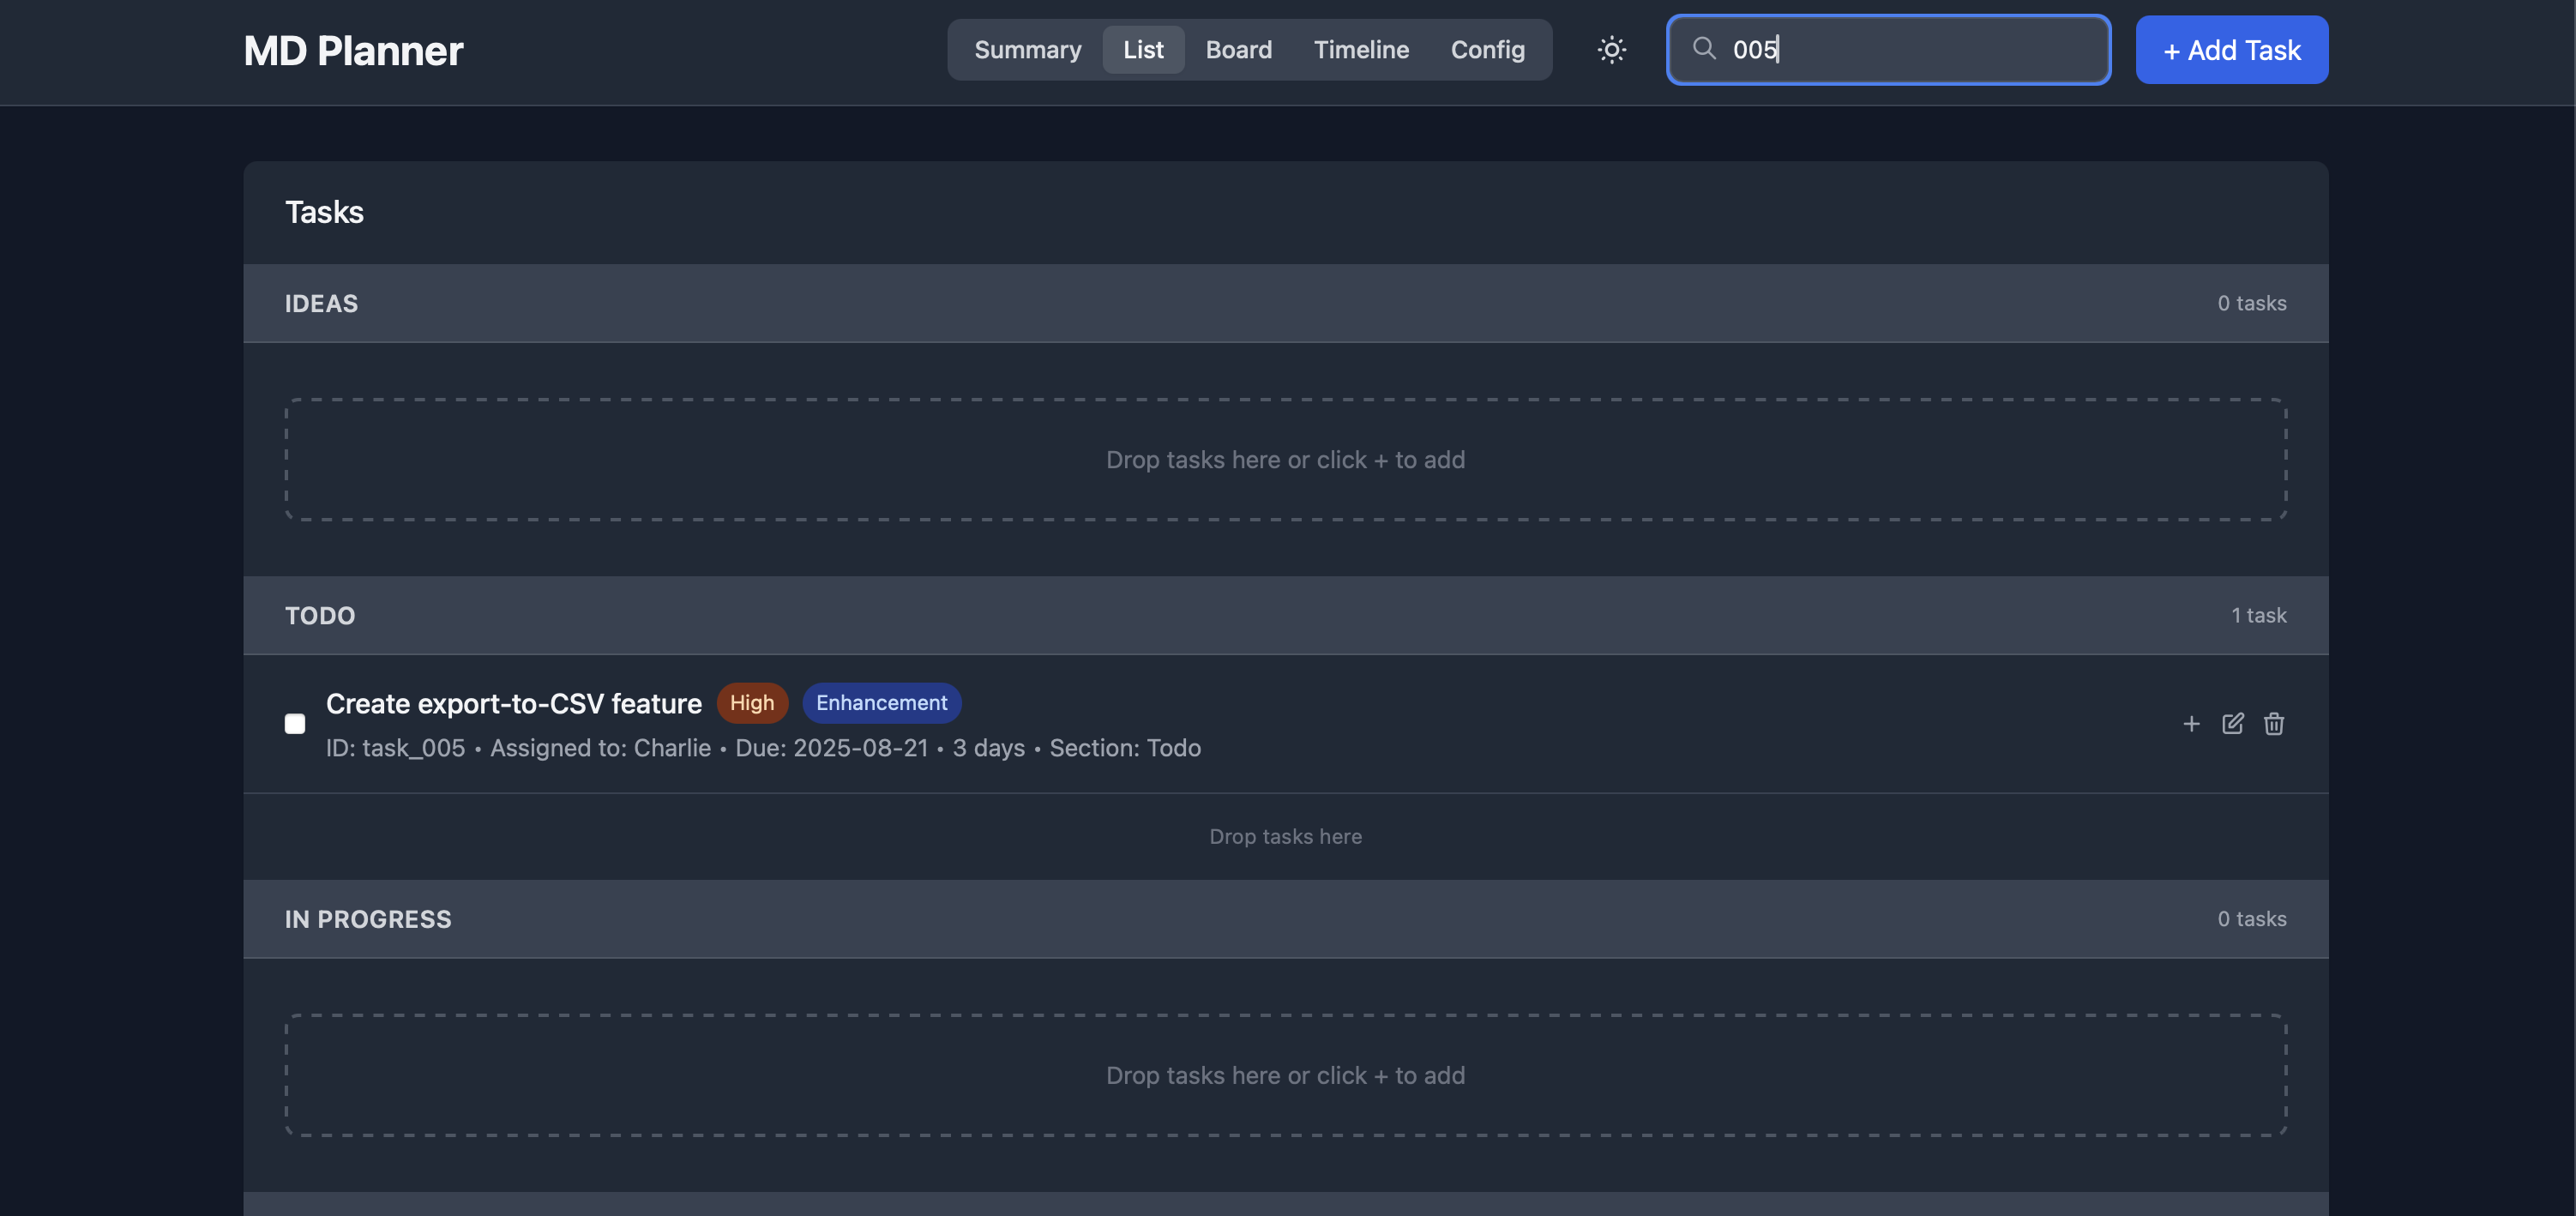 MD Planner
Summary List Board Timeline Config
005
+ Add Task
Tasks
IDEAS
0 tasks
Drop tasks here or click + to add
TODO
1 task
Create export-to-CSV feature High Enhancement
ID: task_005 • Assigned to: Charlie • Due: 2025-08-21 • 3 days • Section: Todo
Drop tasks here
IN PROGRESS
0 tasks
Drop tasks here or click + to add